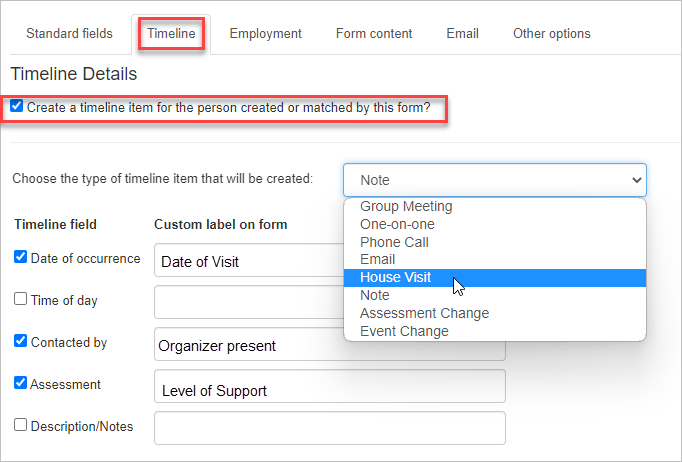 Standard fields Timeline Employment Form content Email Other options
Timeline Details
Create a timeline item for the person created or matched by this form?
Choose the type of timeline item that will be created: Note
Group Meeting
One-on-one
Phone Call
Email
House Visit
Note
Assessment Change
Event Change
Timeline field Custom label on form
Date of occurrence Date of Visit
Time of day
Contacted by Organizer present
Assessment Level of Support
Description/Notes